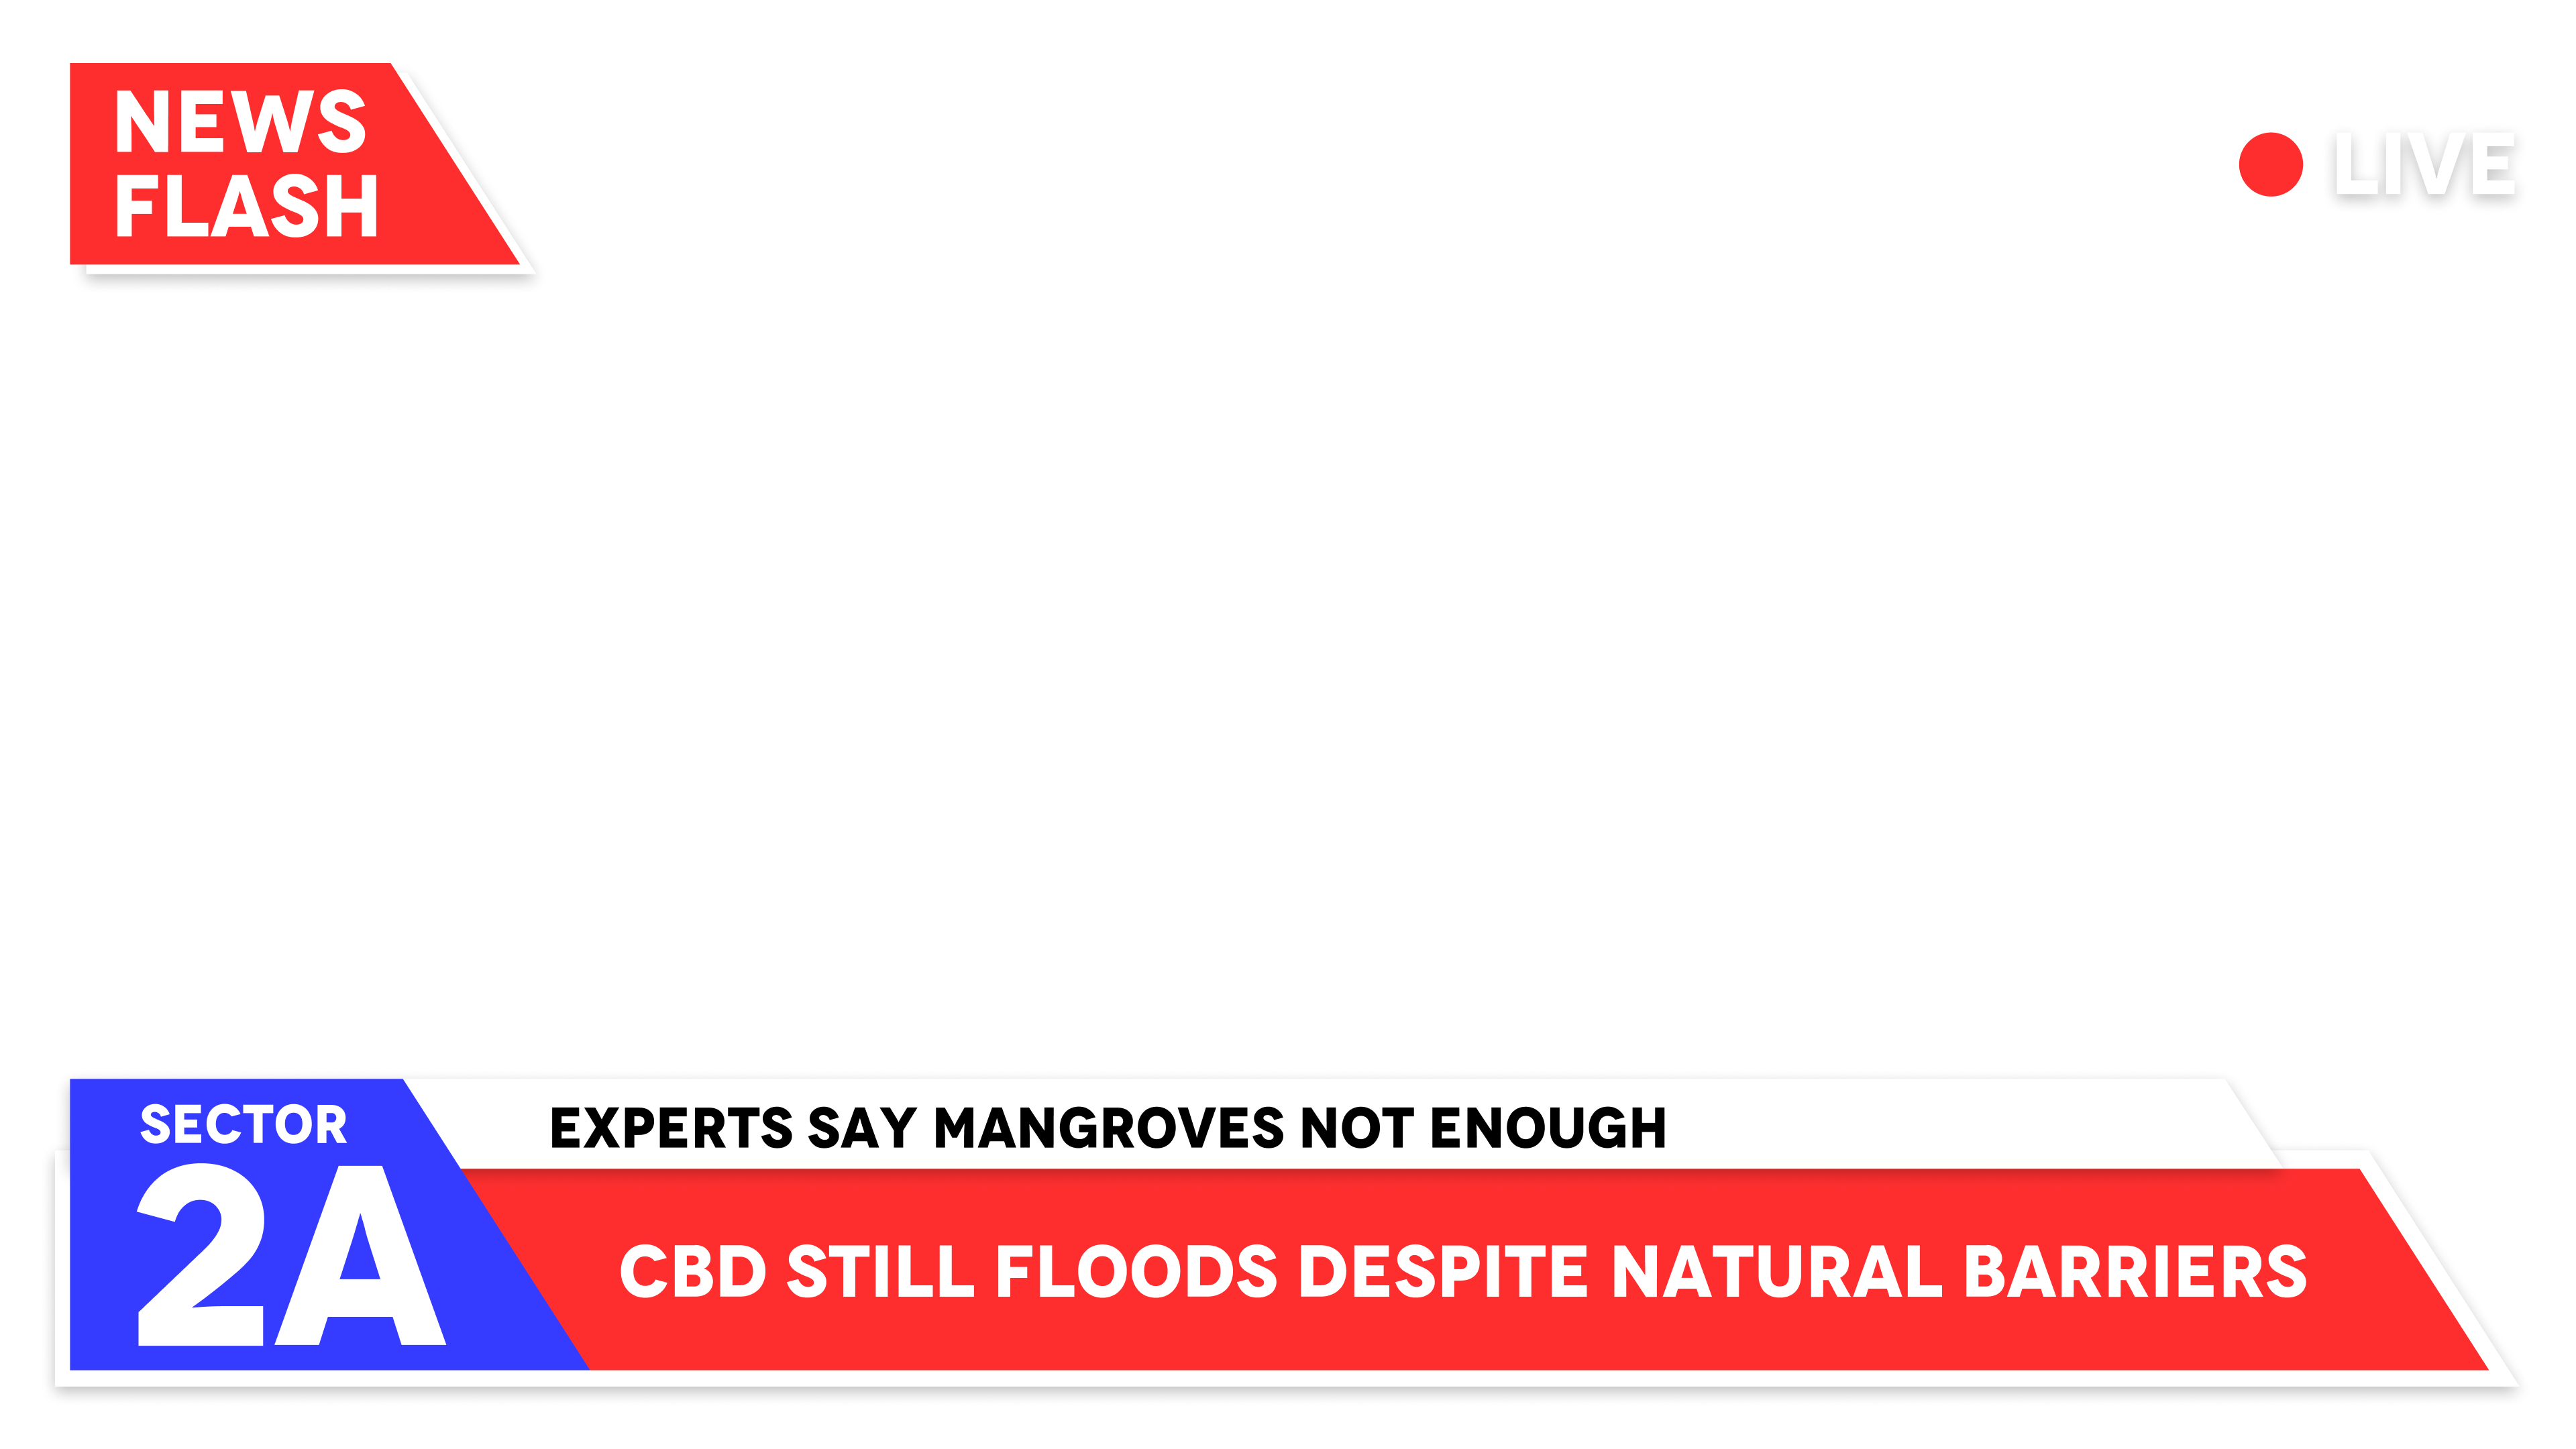 NEWS
FLASH
LIVE
SECTOR
2A
EXPERTS SAY MANGROVES NOT ENOUGH
CBD STILL FLOODS DESPITE NATURAL BARRIERS